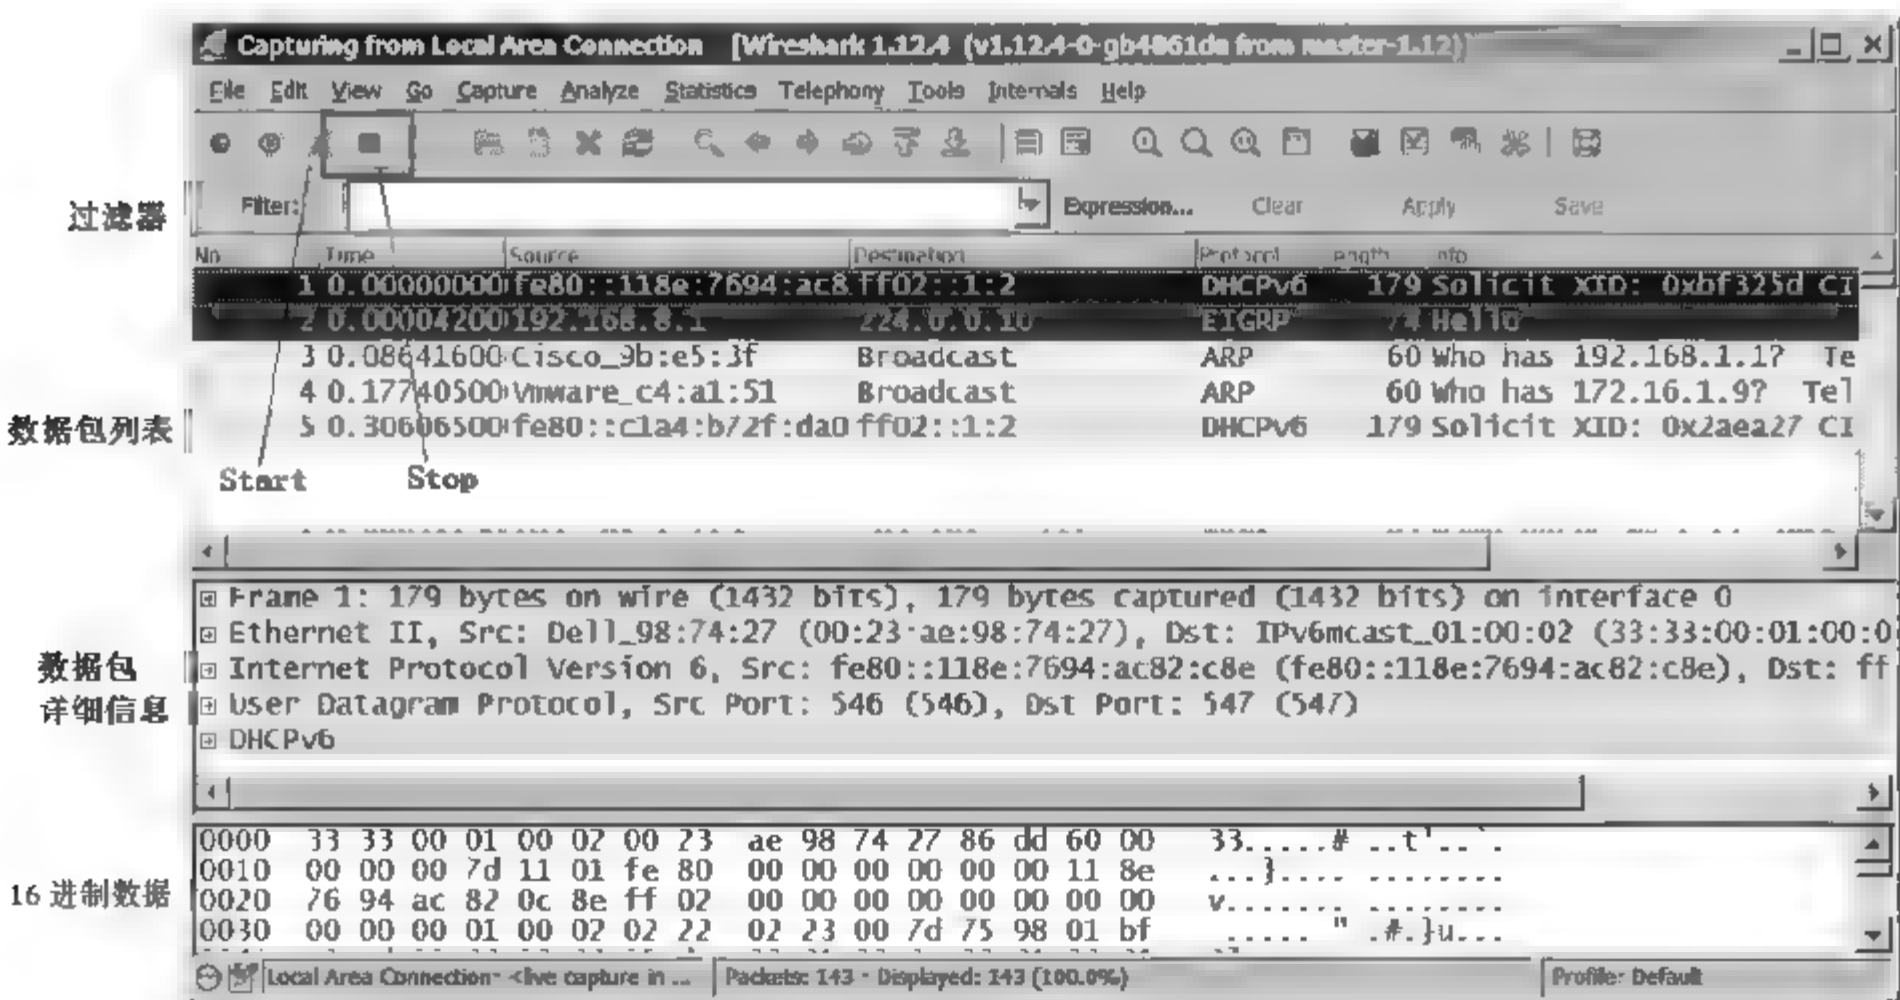 Capturing from Local Area Connection [Wireshark 1.12.4 (v1.12.4-0-gb4861da from master-1.12)]
File Edit View Go Capture Analyze Statistics Telephony Tools Internals Help
过滤器
Filter: Expression... Clear Apply Save
No. Time Source Destination Protocol Length Info
1 0.00000000 fe80::118e:7694:ac8 ff02::1:2 DHCPv6 179 Solicit XID: 0xbf325d CI
2 0.00004200 192.168.8.1 224.0.0.10 EIGRP 74 Hello
3 0.08641600 Cisco_9b:e5:3f Broadcast ARP 60 Who has 192.168.1.1? Te
4 0.17740500 Vmware_c4:a1:51 Broadcast ARP 60 Who has 172.16.1.9? Tel
数据包列表
5 0.30606500 fe80::c1a4:b72f:da0 ff02::1:2 DHCPv6 179 Solicit XID: 0x2aea27 CI
Start Stop
Frame 1: 179 bytes on wire (1432 bits), 179 bytes captured (1432 bits) on interface 0
Ethernet II, Src: Dell_98:74:27 (00:23:ae:98:74:27), Dst: IPv6mcast_01:00:02 (33:33:00:01:00:0
数据包
详细信息
Internet Protocol Version 6, Src: fe80::118e:7694:ac82:c8e (fe80::118e:7694:ac82:c8e), Dst: ff
User Datagram Protocol, Src Port: 546 (546), Dst Port: 547 (547)
DHCPv6
0000 33 33 00 01 00 02 00 23 ae 98 74 27 86 dd 60 00 33.....# ..t'..`.
0010 00 00 00 7d 11 01 fe 80 00 00 00 00 00 00 11 8e ...}.... ........
16 进制数据
0020 76 94 ac 82 0c 8e ff 02 00 00 00 00 00 00 00 00 v....... ........
0030 00 00 00 01 00 02 02 22 02 23 00 7d 75 98 01 bf ......." .#.}u...
Local Area Connection: <live capture in ... Packets: 143 · Displayed: 143 (100.0%) Profile: Default